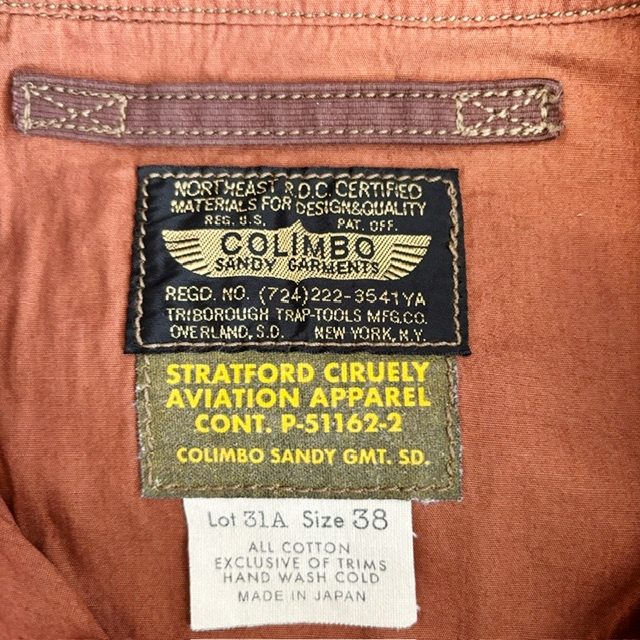 NORTHEAST R.O.C. CERTIFIED
MATERIALS FOR DESIGN&QUALITY
REG. U.S. PAT. OFF.
COLIMBO
SANDY GARMENTS
REGD. NO. (724)222-3541YA
TRIBOROUGH TRAP-TOOLS MFG.CO.
OVERLAND, S.D. NEW YORK, N.Y.
STRATFORD CIRUELY
AVIATION APPAREL
CONT. P-51162-2
COLIMBO SANDY GMT. SD.
Lot 31A Size 38
ALL COTTON
EXCLUSIVE OF TRIMS
HAND WASH COLD
MADE IN JAPAN